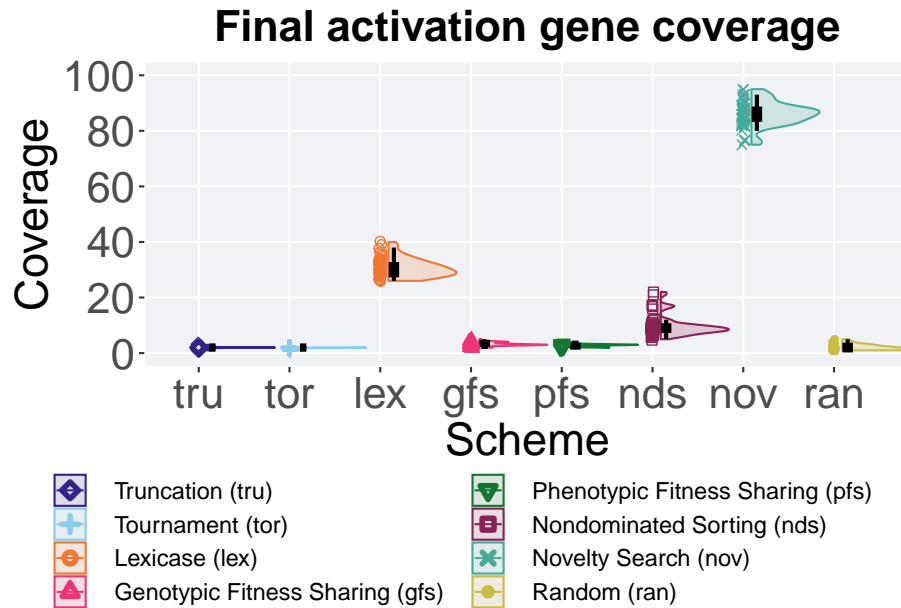 Final activation gene coverage
100
80
60
40
20
0
Coverage
tru tor lex gfs pfs nds nov ran
Scheme
Truncation (tru)
Tournament (tor)
Lexicase (lex)
Genotypic Fitness Sharing (gfs)
Phenotypic Fitness Sharing (pfs)
Nondominated Sorting (nds)
Novelty Search (nov)
Random (ran)